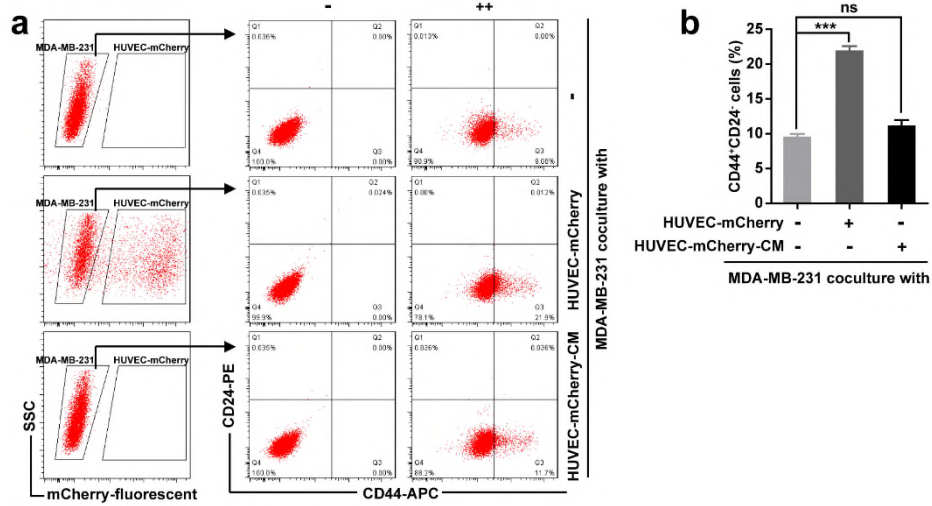 a
-
++
MDA-MB-231 HUVEC-mCherry
Q1
0.036%
Q2
0.00%
Q4
100.0%
Q3
0.00%
Q1
0.013%
Q2
0.00%
Q4
90.9%
Q3
9.08%
-
MDA-MB-231 HUVEC-mCherry
Q1
0.035%
Q2
0.024%
Q4
99.9%
Q3
0.00%
Q1
0.00%
Q2
0.012%
Q4
78.1%
Q3
21.9%
HUVEC-mCherry
MDA-MB-231 HUVEC-mCherry
Q1
0.035%
Q2
0.00%
Q4
100.0%
Q3
0.00%
Q1
0.036%
Q2
0.036%
Q4
88.2%
Q3
11.7%
HUVEC-mCherry-CM
MDA-MB-231 coculture with
SSC
mCherry-fluorescent
CD24-PE
CD44-APC
b
ns
***
CD44+CD24- cells (%)
25
20
15
10
5
0
HUVEC-mCherry - + -
HUVEC-mCherry-CM - - +
MDA-MB-231 coculture with